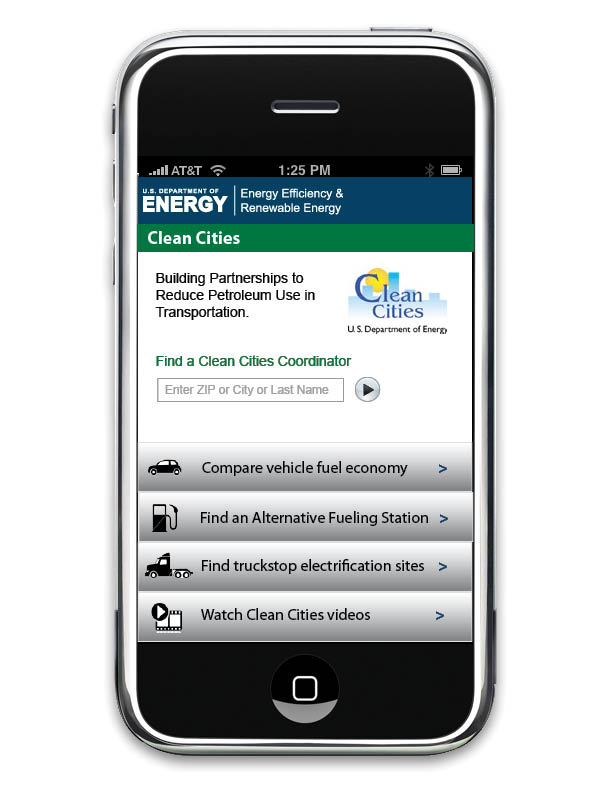 AT&T 1:25 PM
U.S. DEPARTMENT OF
ENERGY
Energy Efficiency &
Renewable Energy
Clean Cities
Building Partnerships to
Reduce Petroleum Use in
Transportation.
Clean
Cities
U.S. Department of Energy
Find a Clean Cities Coordinator
Enter ZIP or City or Last Name
Compare vehicle fuel economy >
Find an Alternative Fueling Station >
Find truckstop electrification sites >
Watch Clean Cities videos >